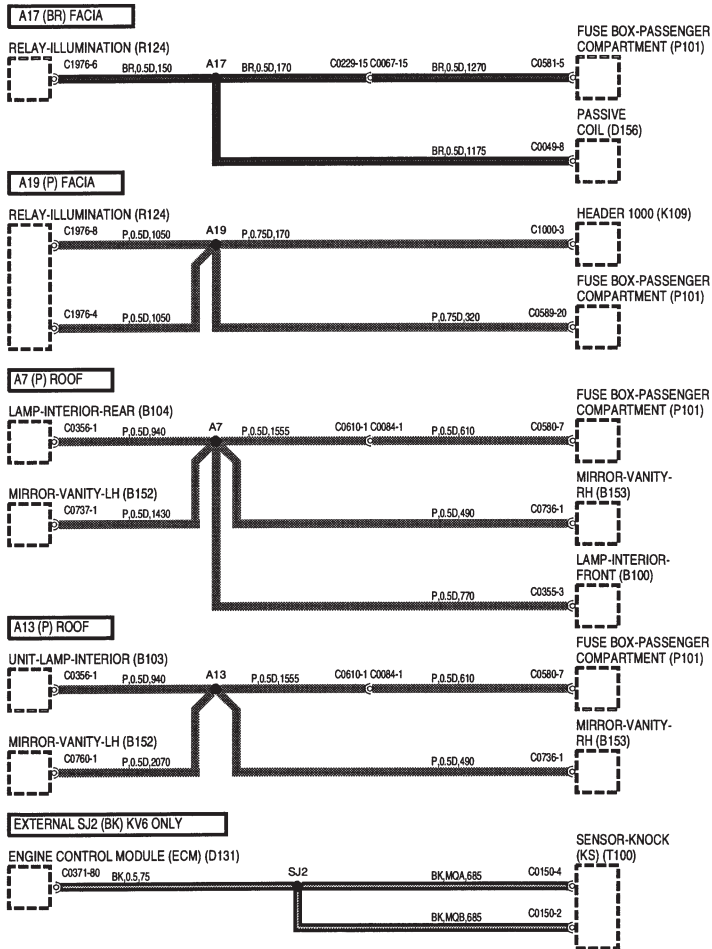 A17 (BR) FACIA
RELAY-ILLUMINATION (R124)
FUSE BOX-PASSENGER
COMPARTMENT (P101)
C1976-6
BR,0.5D,150
A17
BR,0.5D,170
C0229-15 C0067-15
BR,0.5D,1270
C0581-5
PASSIVE
COIL (D156)
BR,0.5D,1175
C0049-8
A19 (P) FACIA
RELAY-ILLUMINATION (R124)
HEADER 1000 (K109)
C1976-8
P,0.5D,1050
A19
P,0.75D,170
C1000-3
FUSE BOX-PASSENGER
COMPARTMENT (P101)
C1976-4
P,0.5D,1050
P,0.75D,320
C0589-20
A7 (P) ROOF
FUSE BOX-PASSENGER
COMPARTMENT (P101)
LAMP-INTERIOR-REAR (B104)
C0356-1
P,0.5D,940
A7
P,0.5D,1555
C0610-1 C0084-1
P,0.5D,610
C0580-7
MIRROR-VANITY-
RH (B153)
MIRROR-VANITY-LH (B152)
C0737-1
P,0.5D,1430
P,0.5D,490
C0736-1
LAMP-INTERIOR-
FRONT (B100)
P,0.5D,770
C0355-3
A13 (P) ROOF
FUSE BOX-PASSENGER
COMPARTMENT (P101)
UNIT-LAMP-INTERIOR (B103)
C0356-1
P,0.5D,940
A13
P,0.5D,1555
C0610-1 C0084-1
P,0.5D,610
C0580-7
MIRROR-VANITY-
RH (B153)
MIRROR-VANITY-LH (B152)
C0760-1
P,0.5D,2070
P,0.5D,490
C0736-1
EXTERNAL SJ2 (BK) KV6 ONLY
SENSOR-KNOCK
(KS) (T100)
ENGINE CONTROL MODULE (ECM) (D131)
C0371-80
BK,0.5,75
SJ2
BK,MQA,685
C0150-4
BK,MQB,685
C0150-2